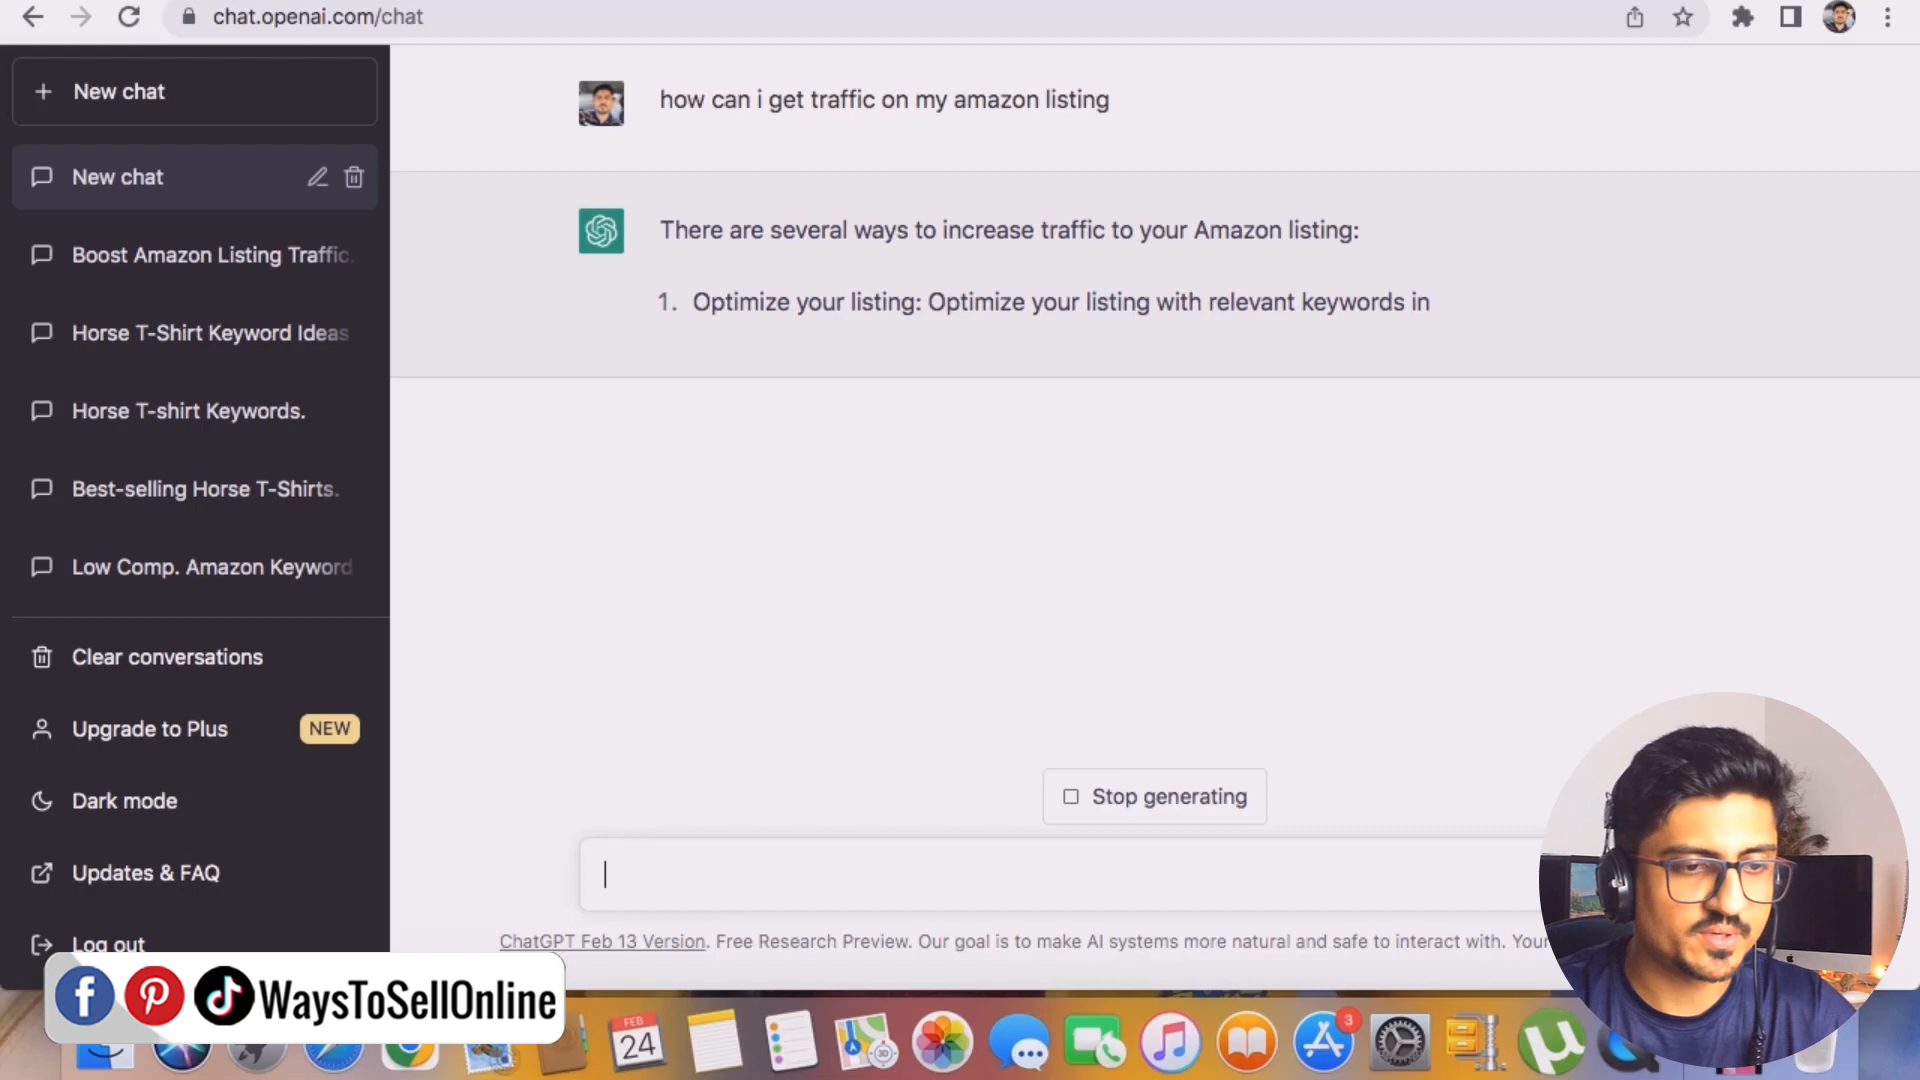 chat.openai.com/chat
New chat
New chat
Boost Amazon Listing Traffic.
Horse T-Shirt Keyword Ideas
Horse T-shirt Keywords.
Best-selling Horse T-Shirts.
Low Comp. Amazon Keyword
Clear conversations
Upgrade to Plus
NEW
Dark mode
Updates & FAQ
Log out
how can i get traffic on my amazon listing
There are several ways to increase traffic to your Amazon listing:
1. Optimize your listing: Optimize your listing with relevant keywords in
Stop generating
ChatGPT Feb 13 Version. Free Research Preview. Our goal is to make AI systems more natural and safe to interact with. Your
WaysToSellOnline
FEB
24
3D
3